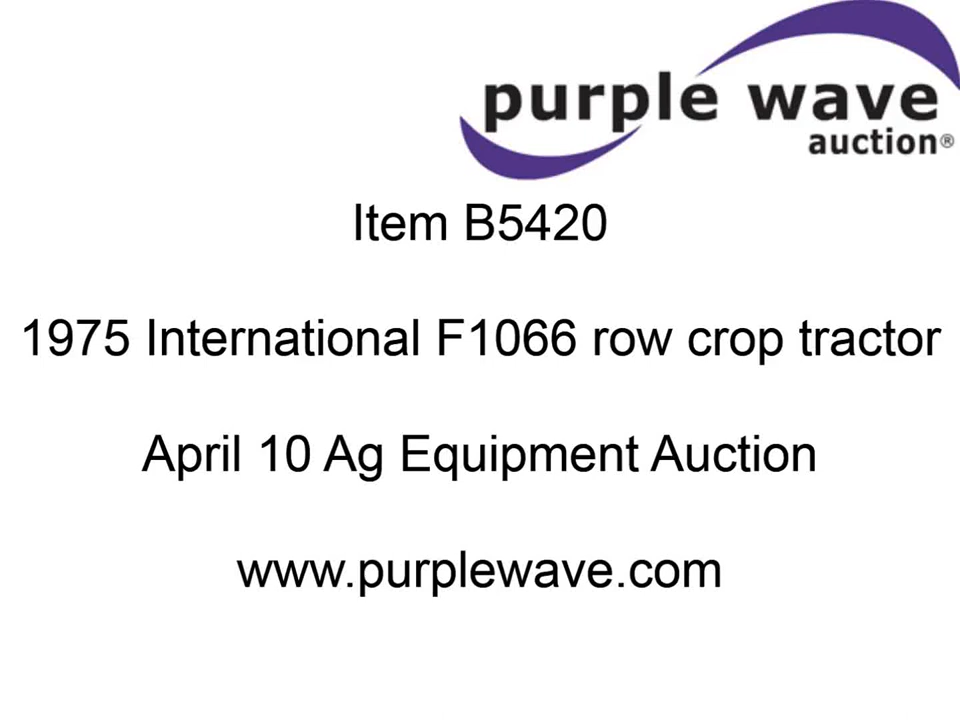 purple wave
auction®
Item B5420
1975 International F1066 row crop tractor
April 10 Ag Equipment Auction
www.purplewave.com